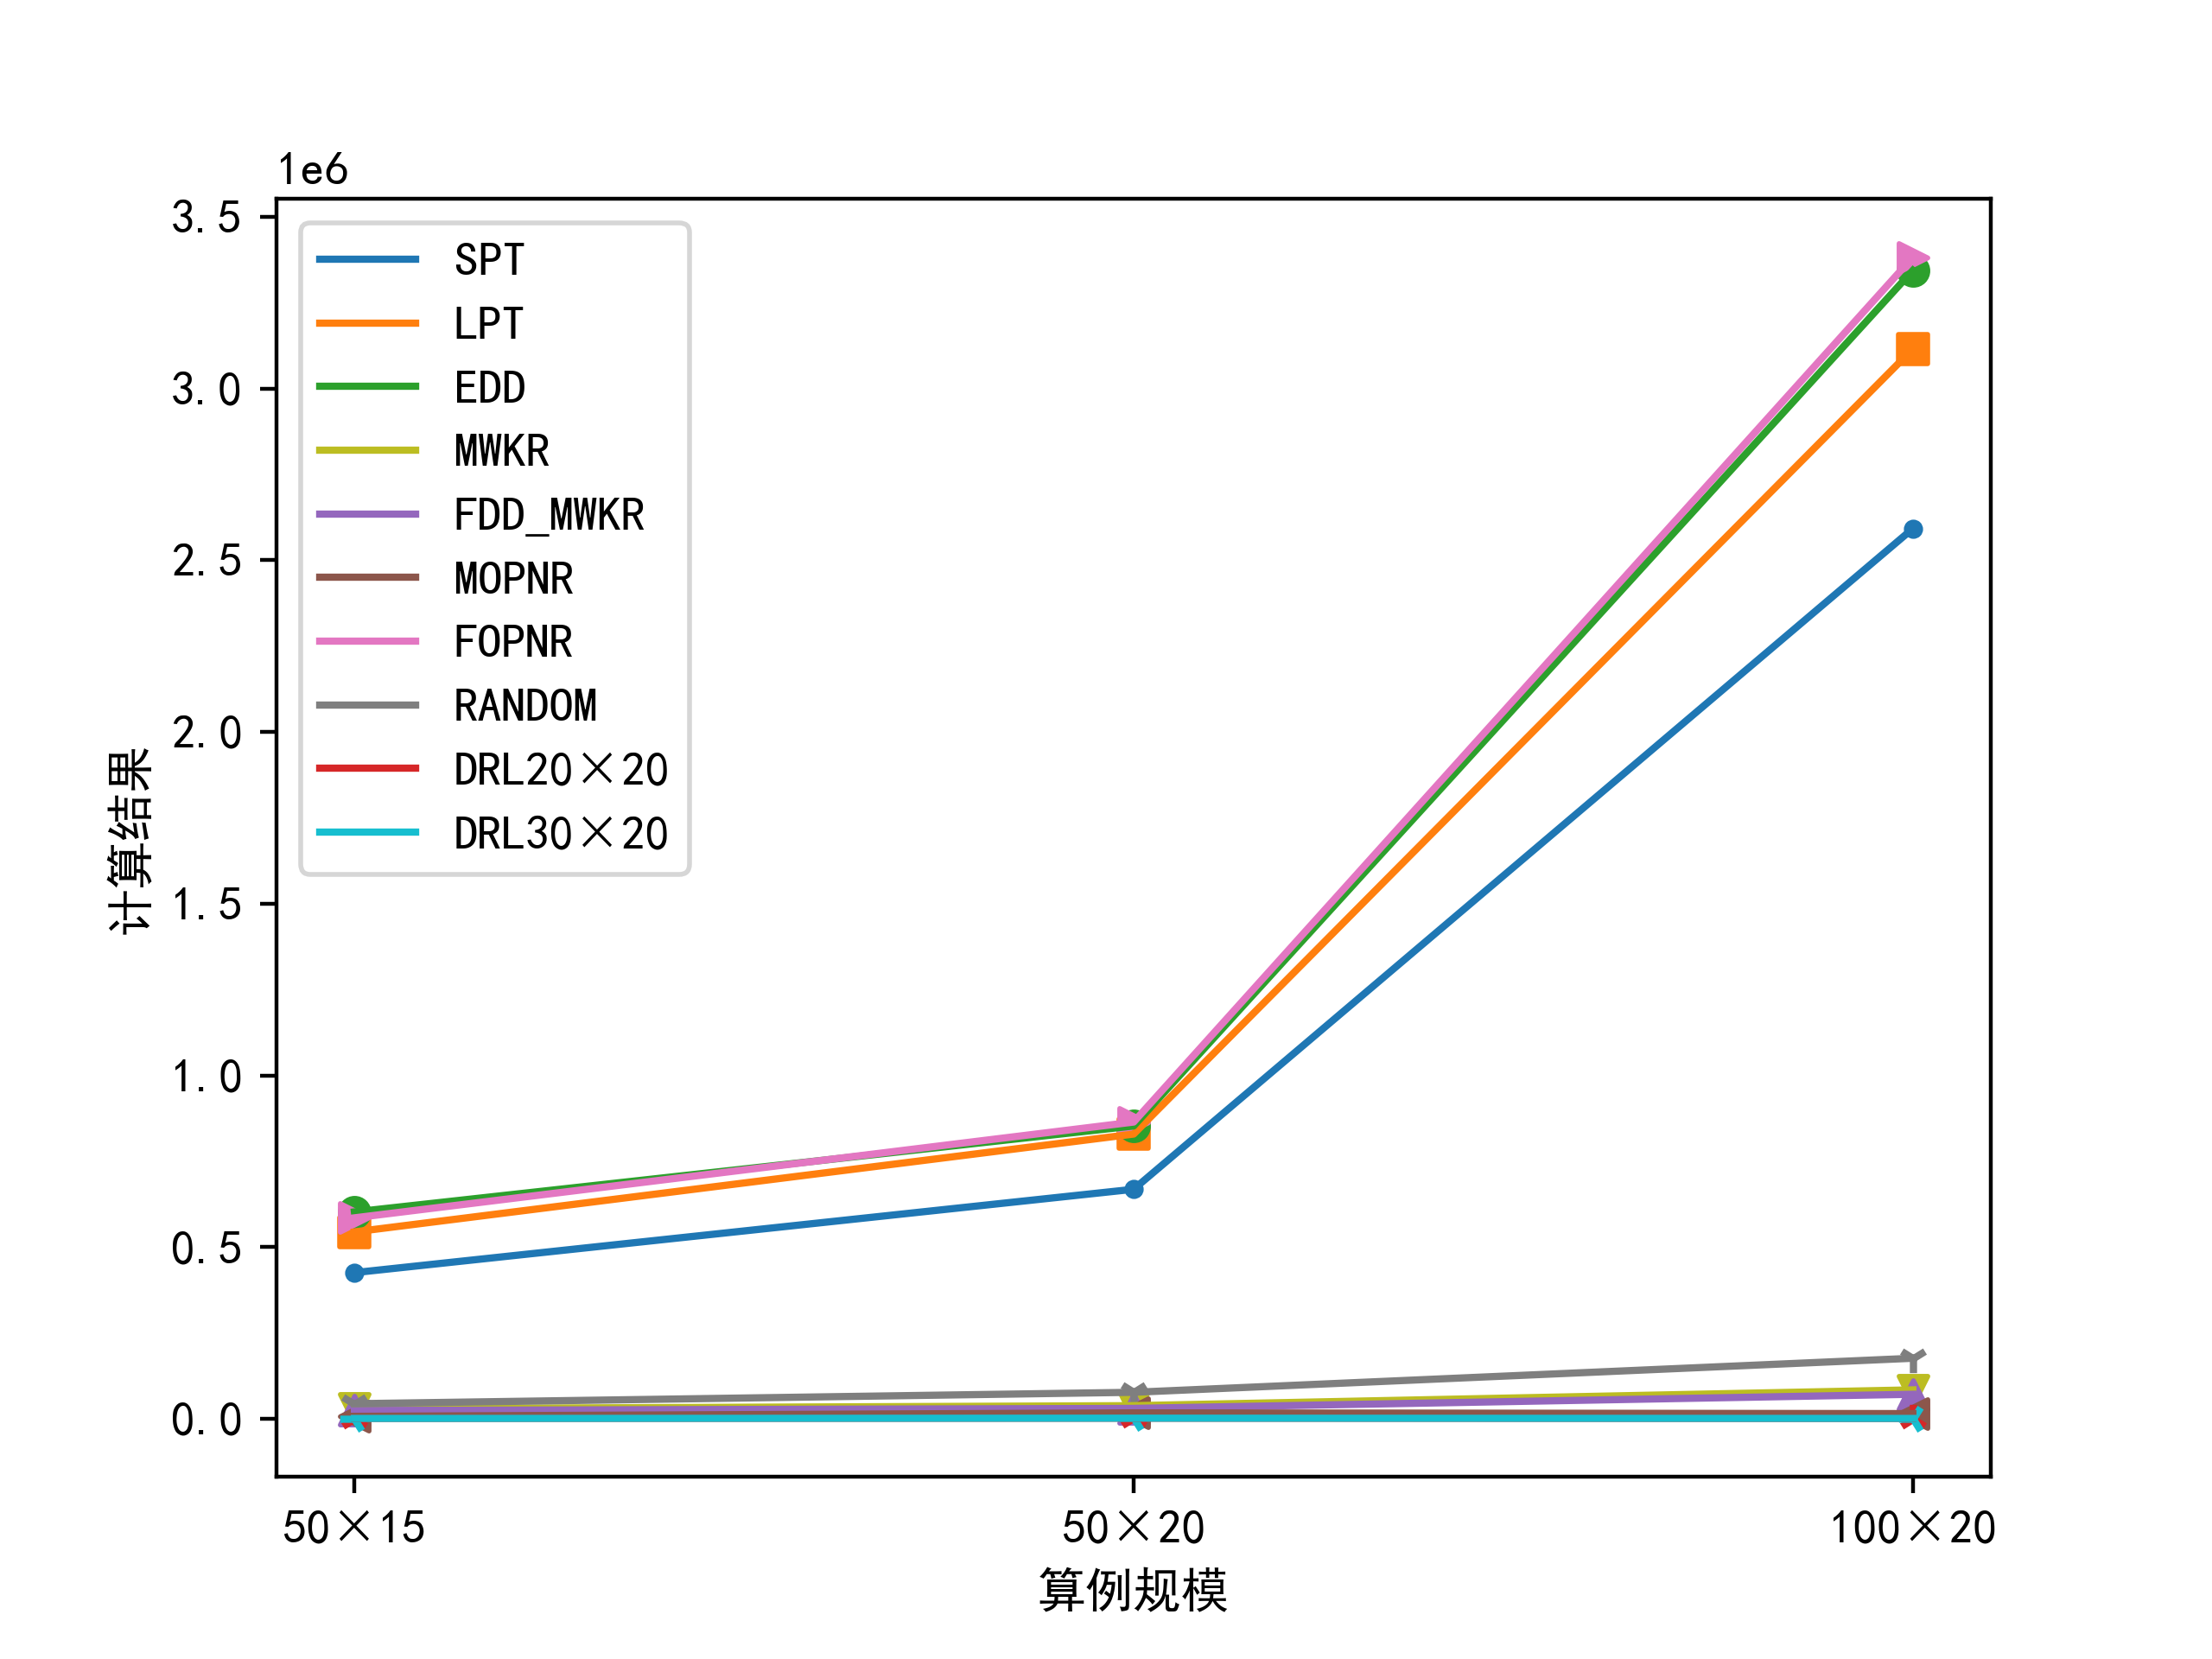 1e6
3.5
3.0
2.5
2.0
1.5
1.0
0.5
0.0
计算结果
SPT
LPT
EDD
MWKR
FDD_MWKR
MOPNR
FOPNR
RANDOM
DRL20×20
DRL30×20
50×15 50×20 100×20
算例规模